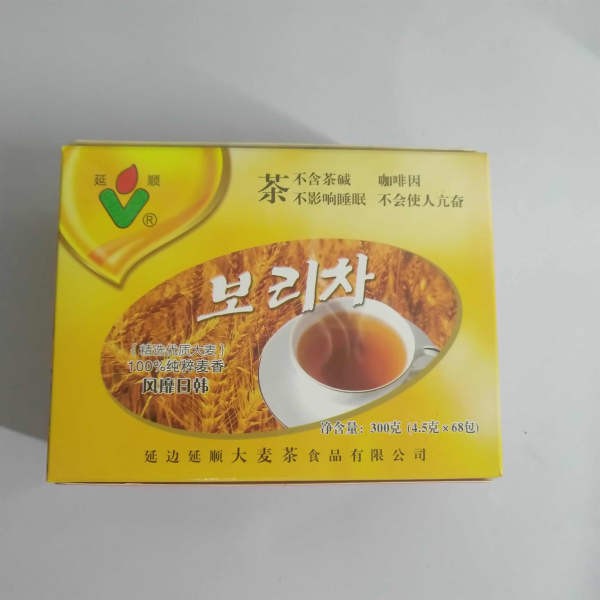 延 顺
®
茶 不含茶碱 咖啡因
不影响睡眠 不会使人亢奋
보리차
(精选优质大麦)
100%纯粹麦香
风靡日韩
净含量：300克 (4.5克×68包)
延边延顺大麦茶食品有限公司